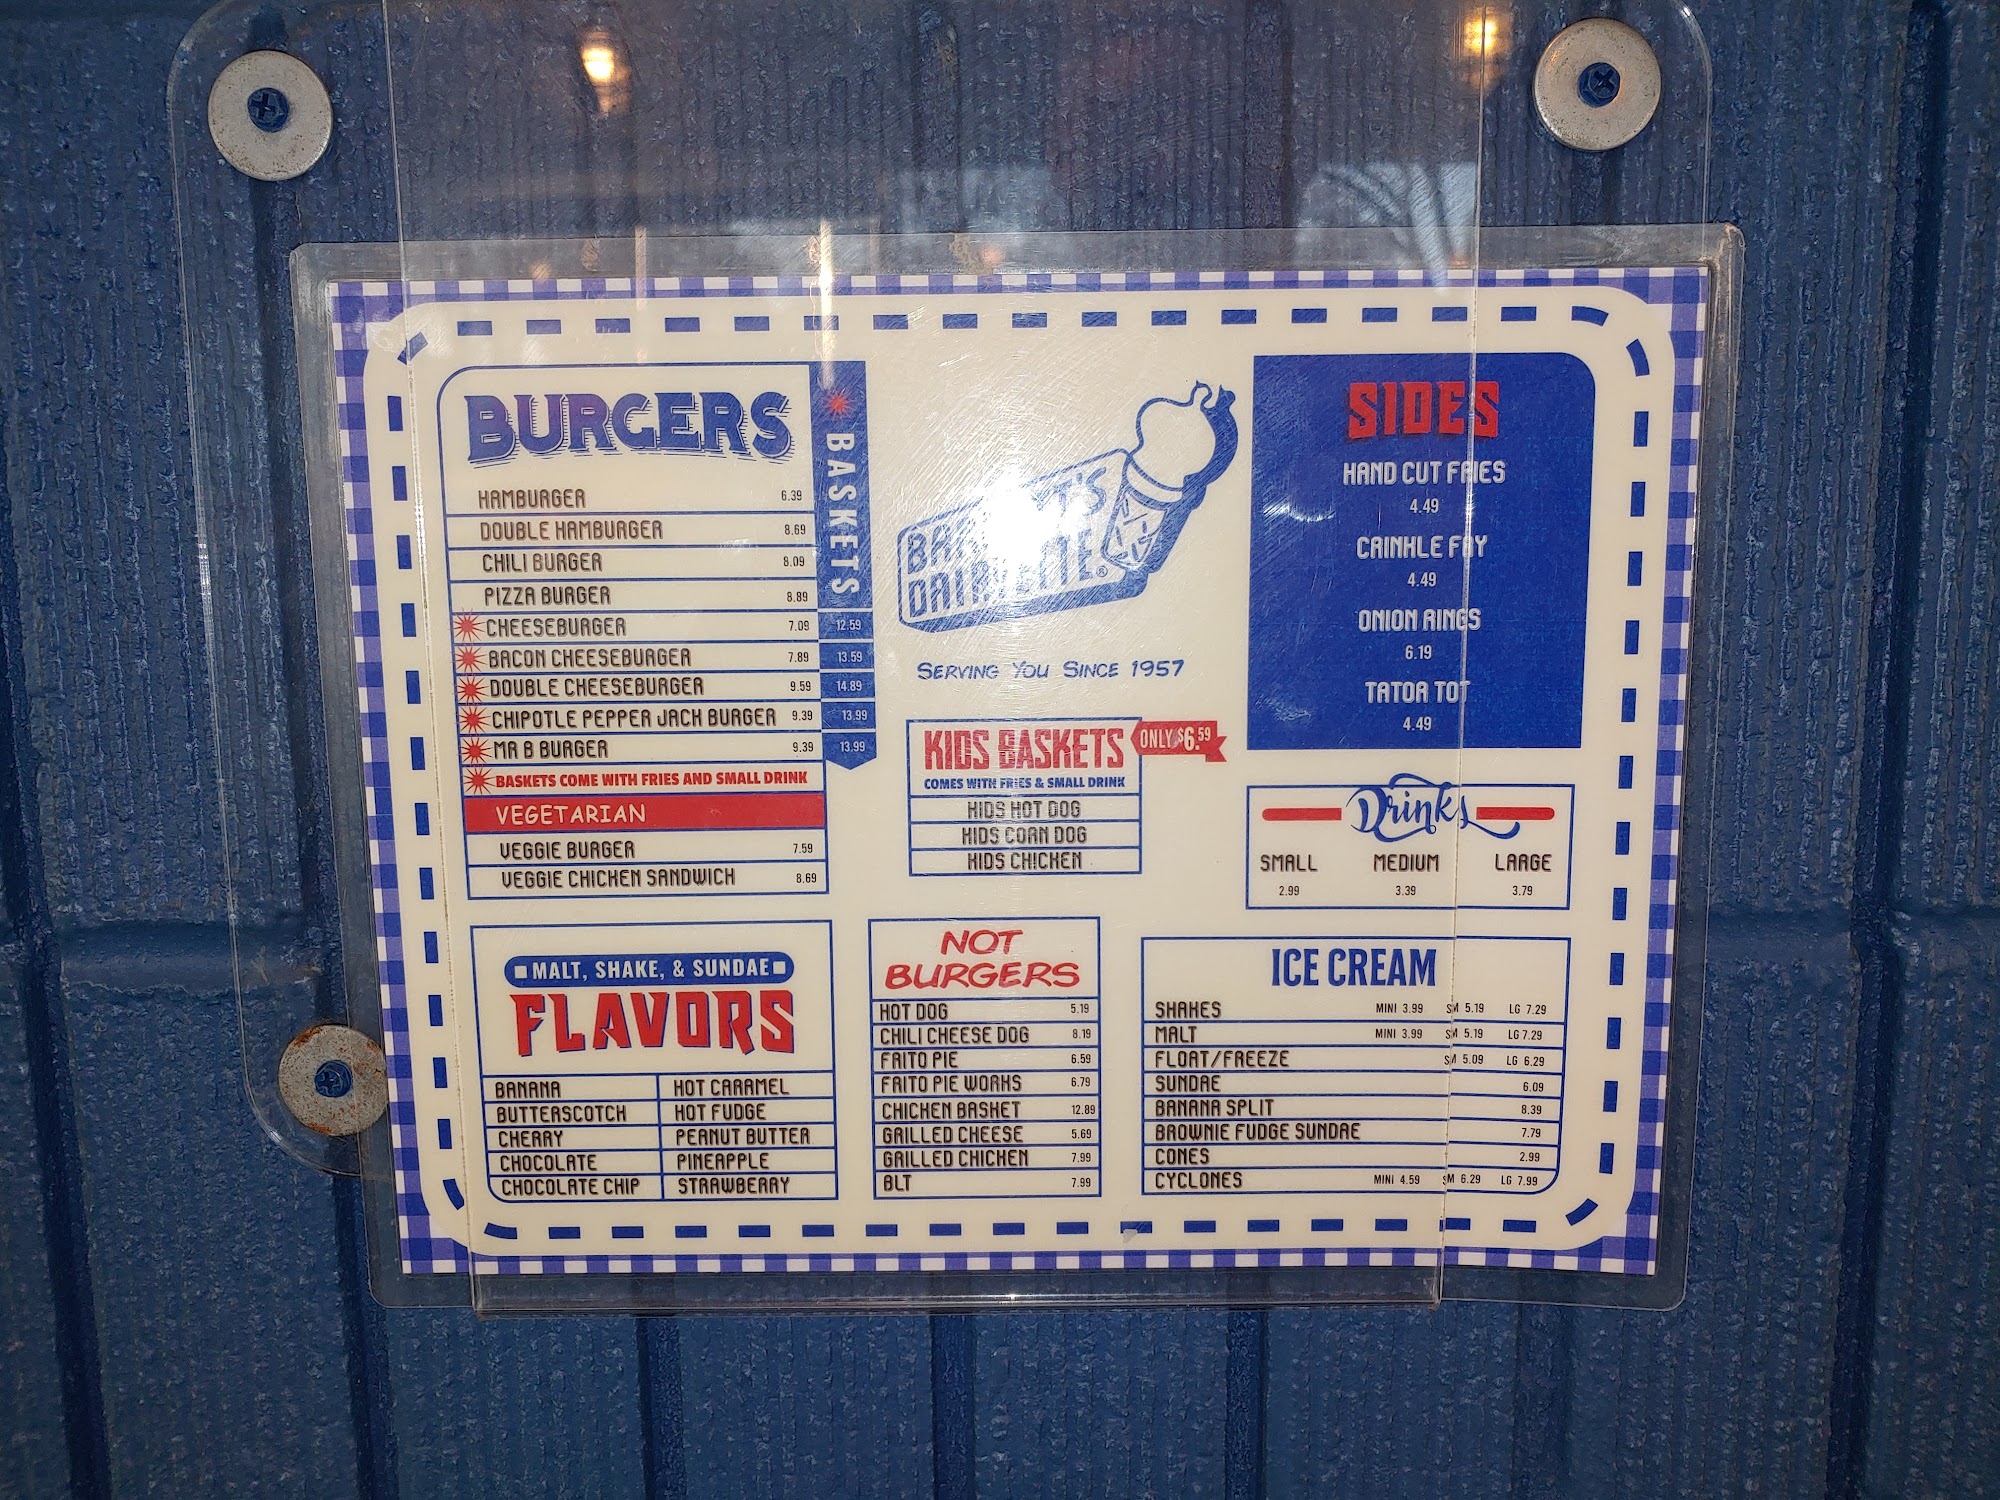 BURGERS
BASKETS
HAMBURGER 6.39
DOUBLE HAMBURGER 8.69
CHILI BURGER 8.09
PIZZA BURGER 8.89
CHEESEBURGER 7.09 12.59
BACON CHEESEBURGER 7.89 13.59
DOUBLE CHEESEBURGER 9.59 14.89
CHIPOTLE PEPPER JACK BURGER 9.39 13.99
MR B BURGER 9.39 13.99
BASKETS COME WITH FRIES AND SMALL DRINK
VEGETARIAN
VEGGIE BURGER 7.59
VEGGIE CHICKEN SANDWICH 8.69
SERVING YOU SINCE 1957
KIDS BASKETS ONLY $6.59
COMES WITH FRIES & SMALL DRINK
KIDS HOT DOG
KIDS CORN DOG
KIDS CHICKEN
SIDES
HAND CUT FRIES
4.49
CRINKLE FRY
4.49
ONION RINGS
6.19
TATOR TOT
4.49
Drinks
SMALL MEDIUM LARGE
2.99 3.39 3.79
MALT, SHAKE, & SUNDAE
FLAVORS
BANANA HOT CARAMEL
BUTTERSCOTCH HOT FUDGE
CHERRY PEANUT BUTTER
CHOCOLATE PINEAPPLE
CHOCOLATE CHIP STRAWBERRY
NOT
BURGERS
HOT DOG 5.19
CHILI CHEESE DOG 8.19
FRITO PIE 6.59
FRITO PIE WORKS 6.79
CHICKEN BASKET 12.89
GRILLED CHEESE 5.69
GRILLED CHICKEN 7.99
BLT 7.99
ICE CREAM
SHAKES MINI 3.99 SM 5.19 LG 7.29
MALT MINI 3.99 SM 5.19 LG 7.29
FLOAT/FREEZE SM 5.09 LG 6.29
SUNDAE 6.09
BANANA SPLIT 8.39
BROWNIE FUDGE SUNDAE 7.79
CONES 2.99
CYCLONES MINI 4.59 SM 6.29 LG 7.99